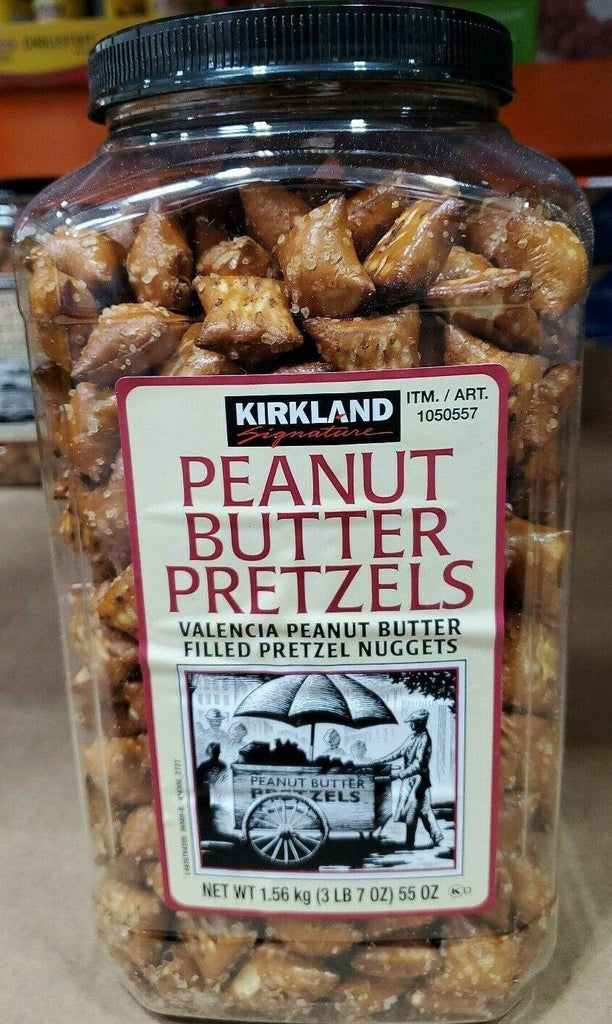 KIRKLAND
Signature
ITM. / ART.
1050557
PEANUT
BUTTER
PRETZELS
VALENCIA PEANUT BUTTER
FILLED PRETZEL NUGGETS
PEANUT BUTTER
PRETZELS
NET WT 1.56 kg (3 LB 7 OZ) 55 OZ
K D